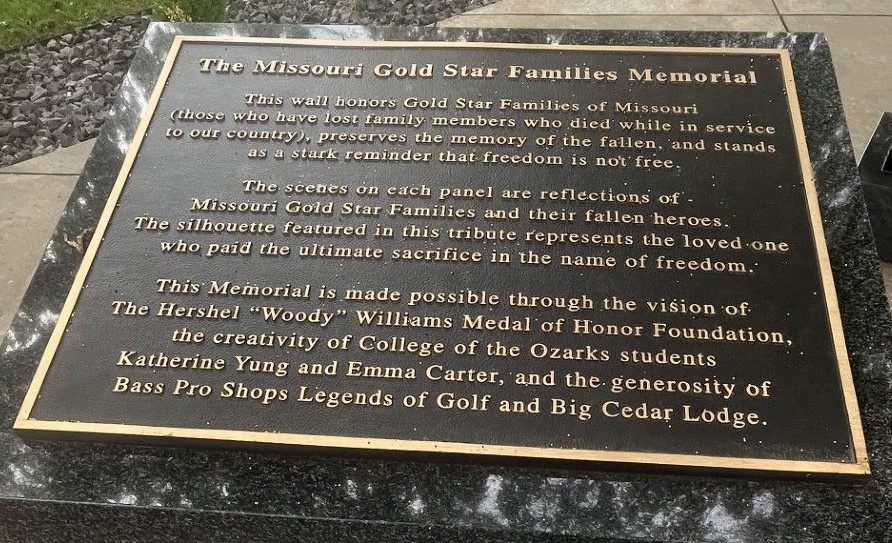 The Missouri Gold Star Families Memorial
This wall honors Gold Star Families of Missouri
(those who have lost family members who died while in service
to our country), preserves the memory of the fallen, and stands
as a stark reminder that freedom is not free.
The scenes on each panel are reflections of
Missouri Gold Star Families and their fallen heroes.
The silhouette featured in this tribute represents the loved one
who paid the ultimate sacrifice in the name of freedom.
This Memorial is made possible through the vision of
The Hershel "Woody" Williams Medal of Honor Foundation,
the creativity of College of the Ozarks students
Katherine Yung and Emma Carter, and the generosity of
Bass Pro Shops Legends of Golf and Big Cedar Lodge.